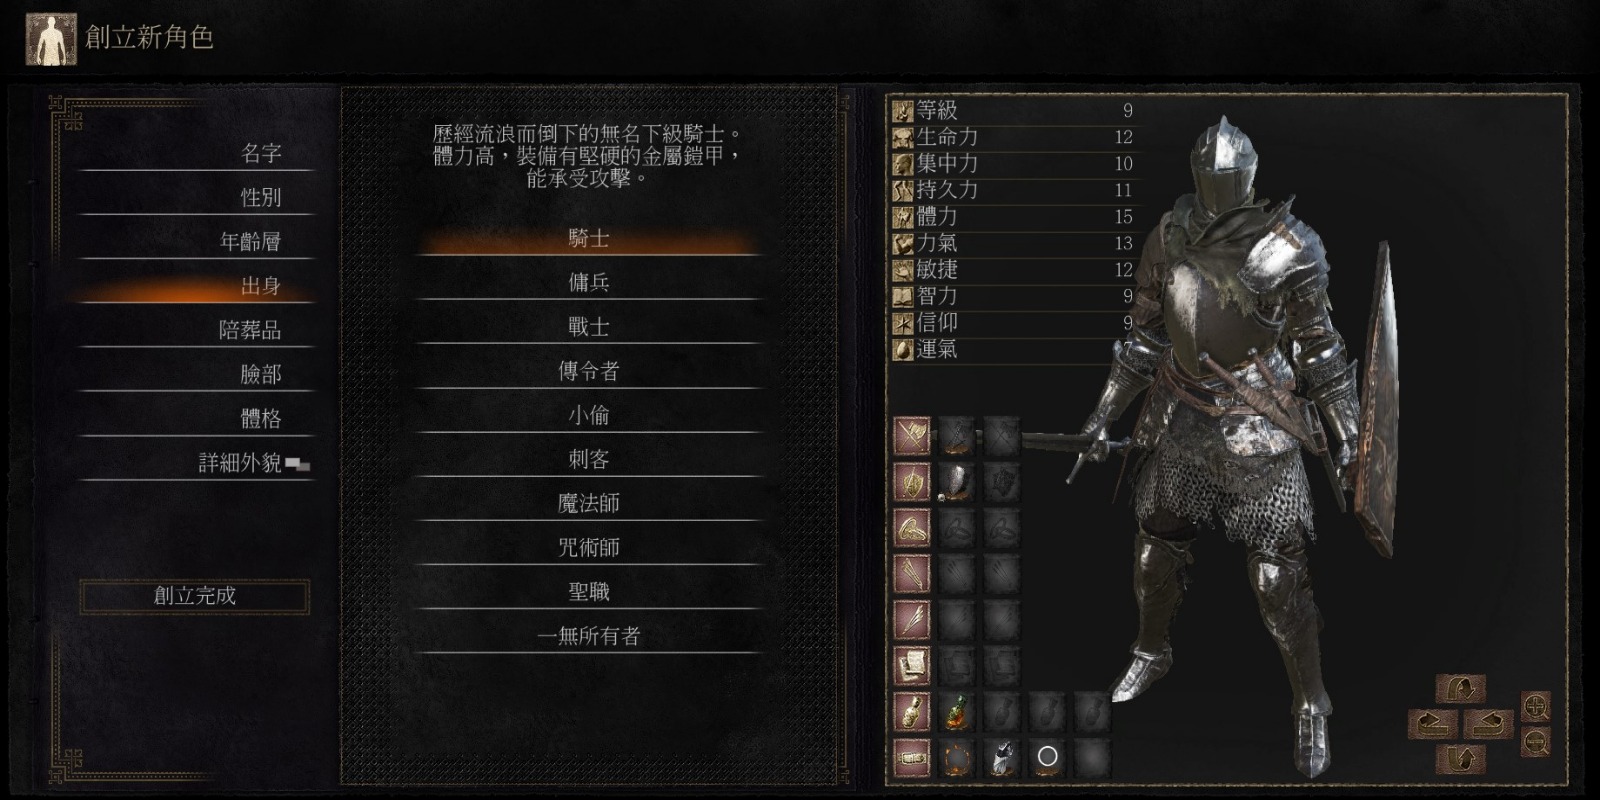 創立新角色
名字
性別
年齡層
出身
陪葬品
臉部
體格
詳細外貌
創立完成
歷經流浪而倒下的無名下級騎士。
體力高，裝備有堅硬的金屬鎧甲，
能承受攻擊。
騎士
傭兵
戰士
傳令者
小偷
刺客
魔法師
咒術師
聖職
一無所有者
等級 9
生命力 12
集中力 10
持久力 11
體力 15
力氣 13
敏捷 12
智力 9
信仰 9
運氣 7